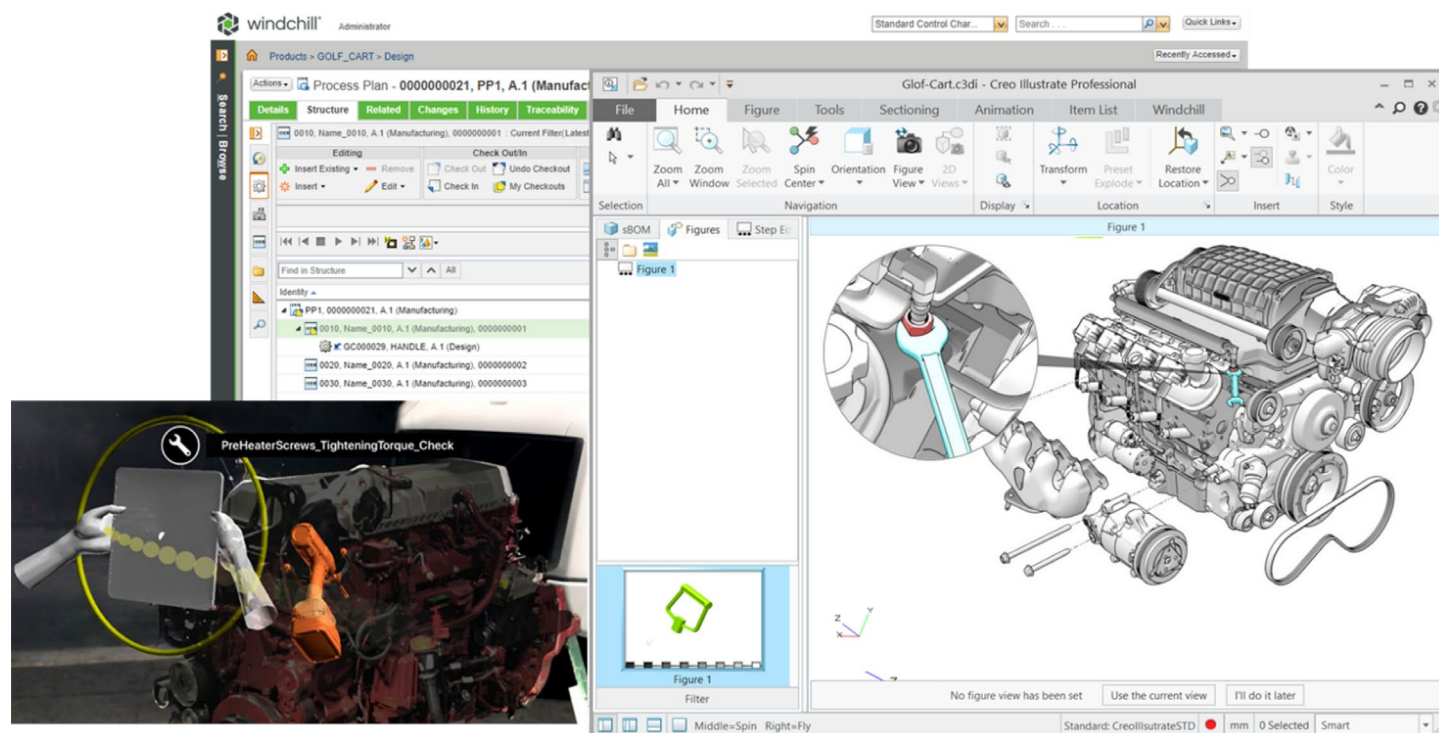 windchill® Administrator
Standard Control Char...
Search . . .
Quick Links
Products > GOLF_CART > Design
Recently Accessed
Search | Browse
Actions
Process Plan - 0000000021, PP1, A.1 (Manufact
Details Structure Related Changes History Traceability
0010, Name_0010, A.1 (Manufacturing), 0000000001 : Current Filter(Latest
Editing Check Out/In
Insert Existing Remove Check Out Undo Checkout
Insert Edit Check In My Checkouts
Find in Structure All
Identity
PP1, 0000000021, A.1 (Manufacturing)
0010, Name_0010, A.1 (Manufacturing), 0000000001
GC000029, HANDLE, A.1 (Design)
0020, Name_0020, A.1 (Manufacturing), 0000000002
0030, Name_0030, A.1 (Manufacturing), 0000000003
PreHeaterScrews_TighteningTorque_Check
Glof-Cart.c3di - Creo Illustrate Professional
File Home Figure Tools Sectioning Animation Item List Windchill
Zoom All
Zoom Window
Zoom Selected
Spin Center
Orientation
Figure View
2D Views
Transform
Preset Explode
Restore Location
Color
Selection Navigation Display Location Insert Style
sBOM Figures Step Ed
Figure 1
Figure 1
Z Y
X
Z
Figure 1
Filter
No figure view has been set Use the current view I'll do it later
Middle=Spin Right=Fly
Standard: CreoIllisutrateSTD mm 0 Selected Smart